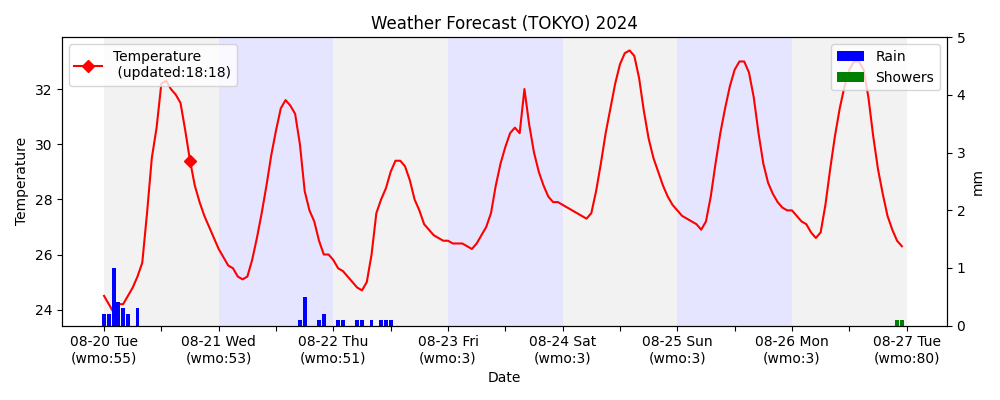 Weather Forecast (TOKYO) 2024
Temperature
(updated:18:18)
Rain
Showers
Temperature
32
30
28
26
24
5
4
3
2
1
0
mm
08-20 Tue
(wmo:55)
08-21 Wed
(wmo:53)
08-22 Thu
(wmo:51)
08-23 Fri
(wmo:3)
08-24 Sat
(wmo:3)
08-25 Sun
(wmo:3)
08-26 Mon
(wmo:3)
08-27 Tue
(wmo:80)
Date